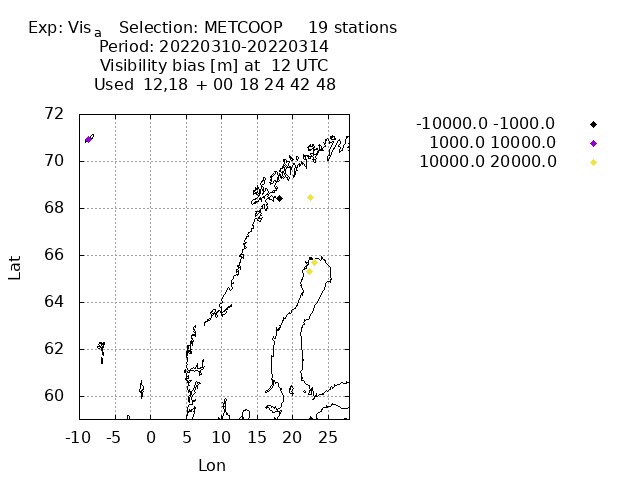 Exp: Vis a   Selection: METCOOP     19 stations
Period: 20220310-20220314
Visibility bias [m] at  12 UTC
Used  12,18  + 00 18 24 42 48
-10000.0 -1000.0
1000.0 10000.0
10000.0 20000.0
72
70
68
66
64
62
60
Lat
-10 -5 0 5 10 15 20 25
Lon